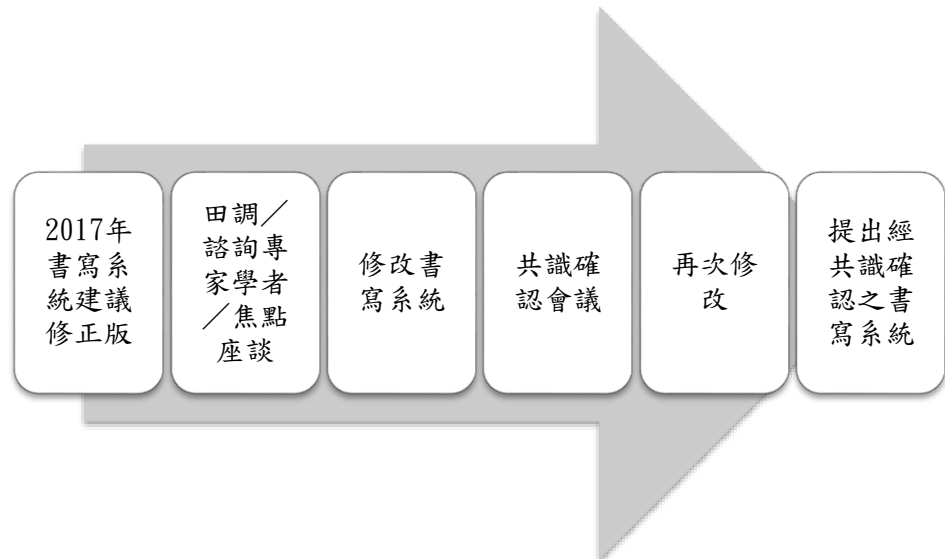 2017年
書寫系
統建議
修正版
田調／
諮詢專
家學者
／焦點
座談
修改書
寫系統
共識確
認會議
再次修
改
提出經
共識確
認之書
寫系統